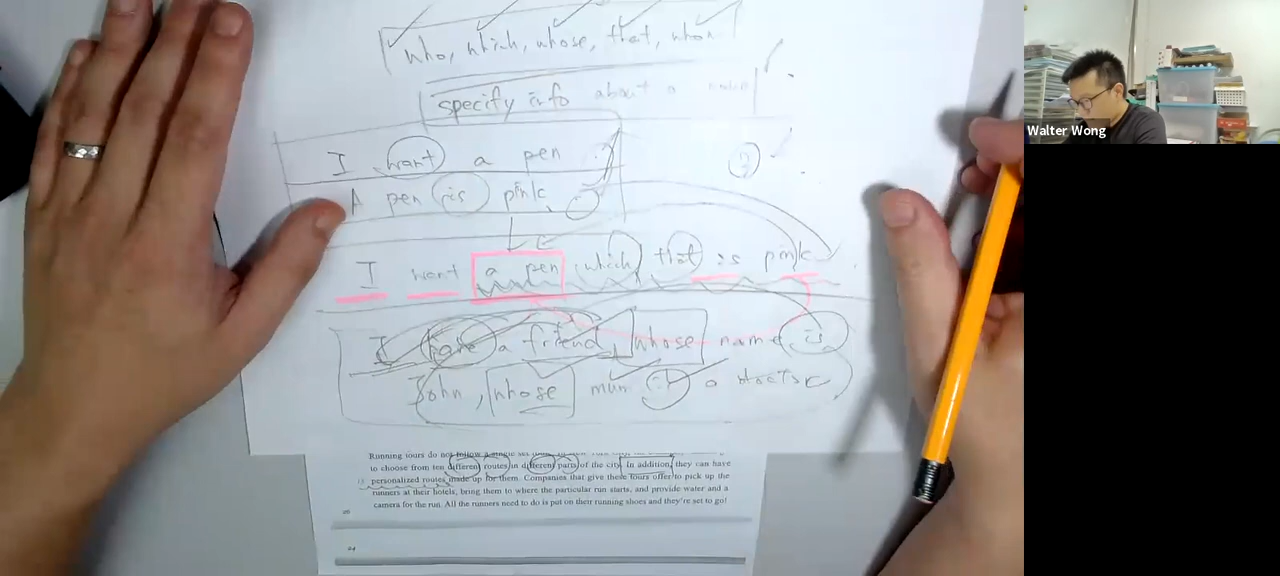 who, which, whose, that, whom
specify info about a noun
I want a pen
A pen is pink
I want a pen which that is pink
I have a friend, whose name is
John, whose mum is a doctor
Running tours do not follow a single set
to choose from ten different routes in different parts of the city. In addition, they can have
personalized routes made up for them. Companies that give these tours offer to pick up the
runners at their hotels, bring them to where the particular run starts, and provide water and a
camera for the run. All the runners need to do is put on their running shoes and they're set to go!
Walter Wong